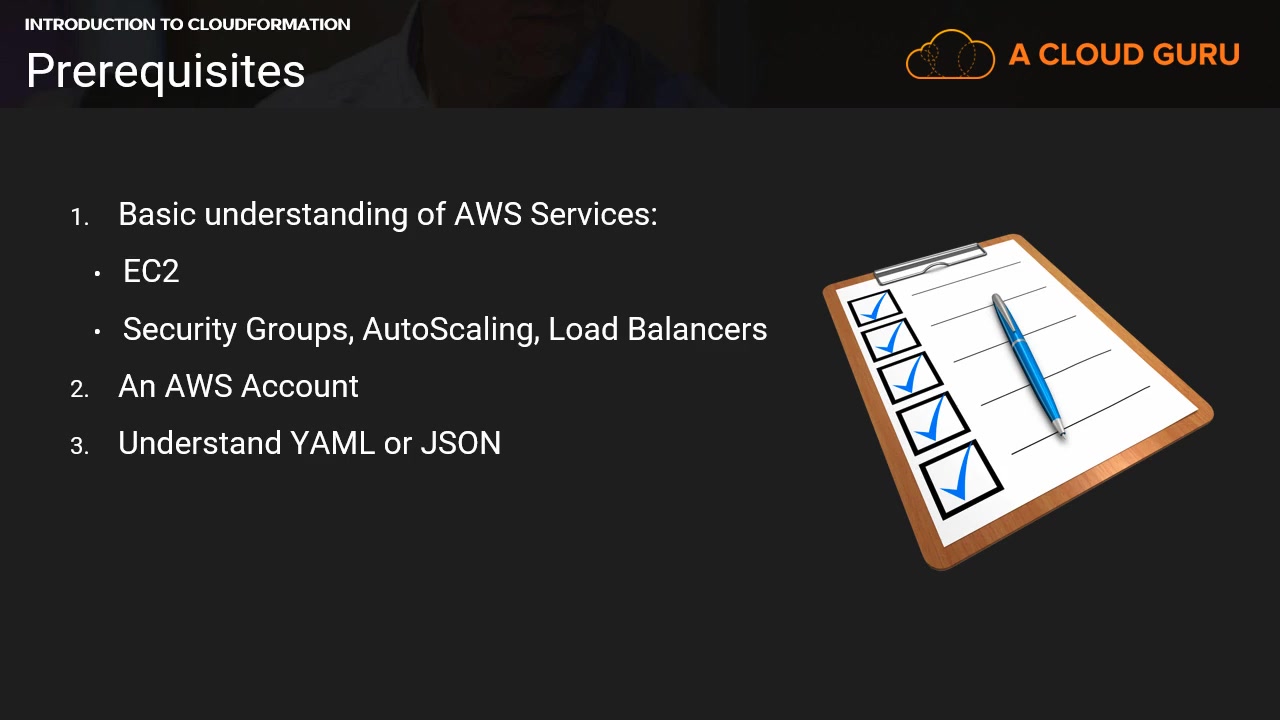 INTRODUCTION TO CLOUDFORMATION
Prerequisites
A CLOUD GURU
1. Basic understanding of AWS Services:
• EC2
• Security Groups, AutoScaling, Load Balancers
2. An AWS Account
3. Understand YAML or JSON